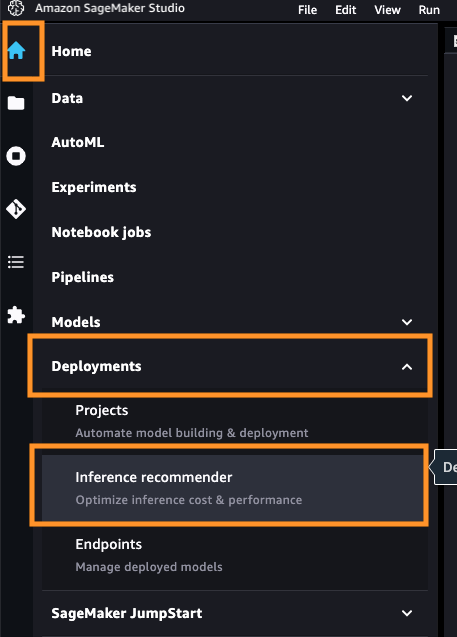 Amazon SageMaker Studio File Edit View Run
Home
Data
AutoML
Experiments
Notebook jobs
Pipelines
Models
Deployments
Projects
Automate model building & deployment
Inference recommender
Optimize inference cost & performance
De
Endpoints
Manage deployed models
SageMaker JumpStart